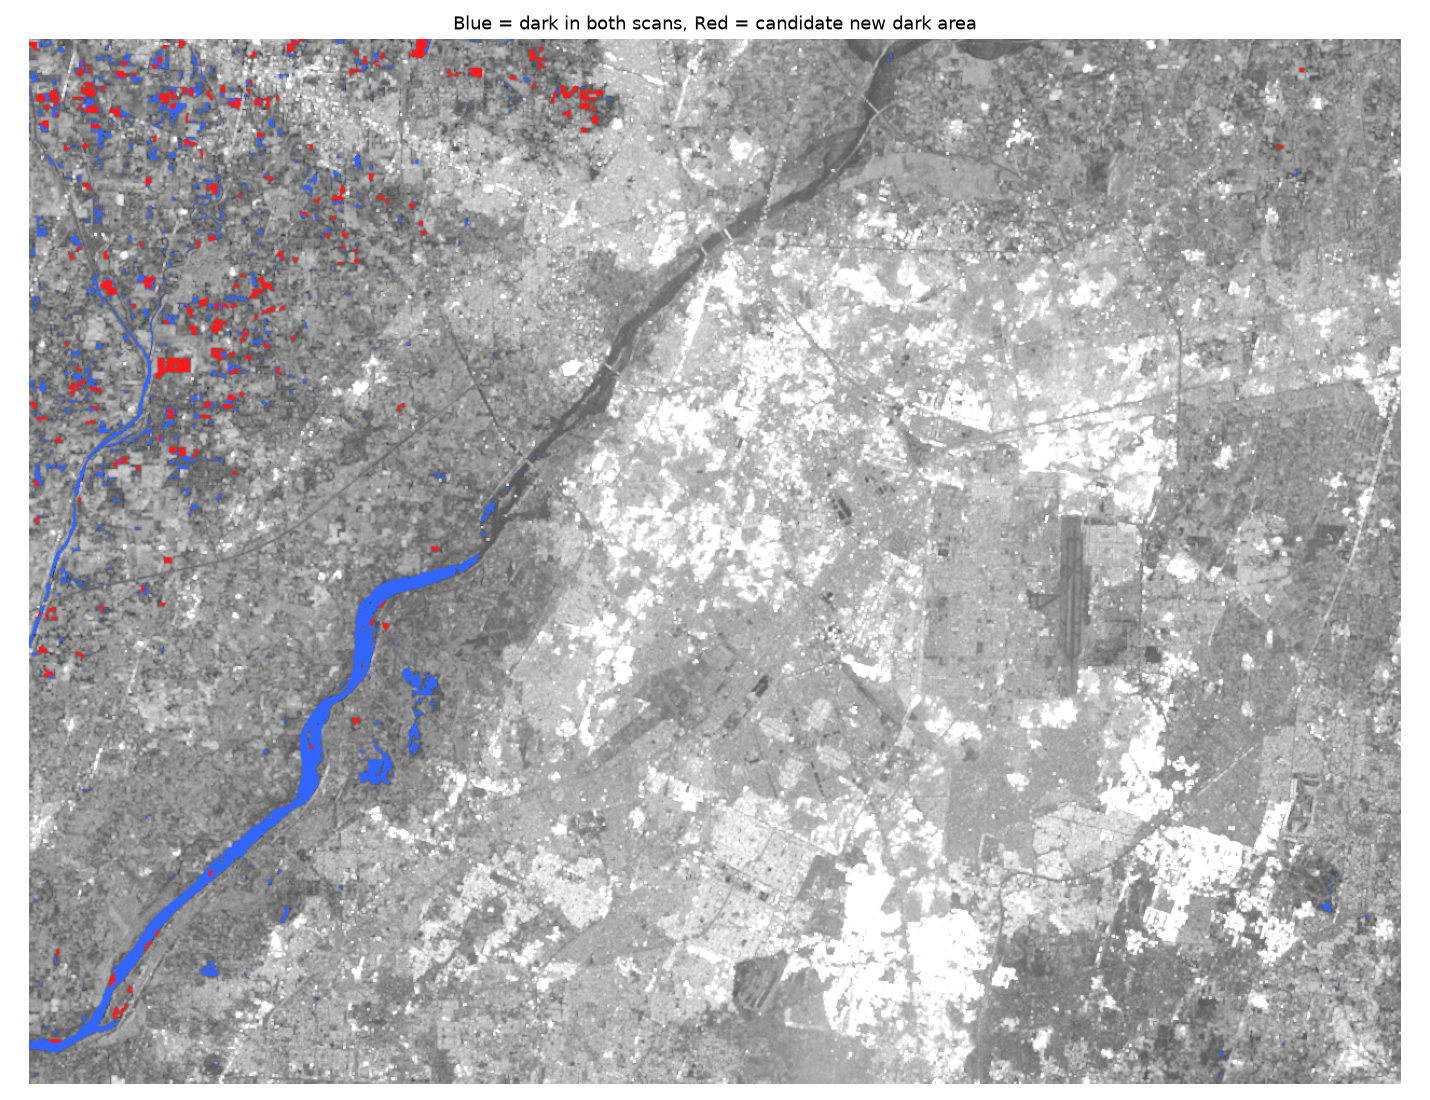 Blue = dark in both scans, Red = candidate new dark area